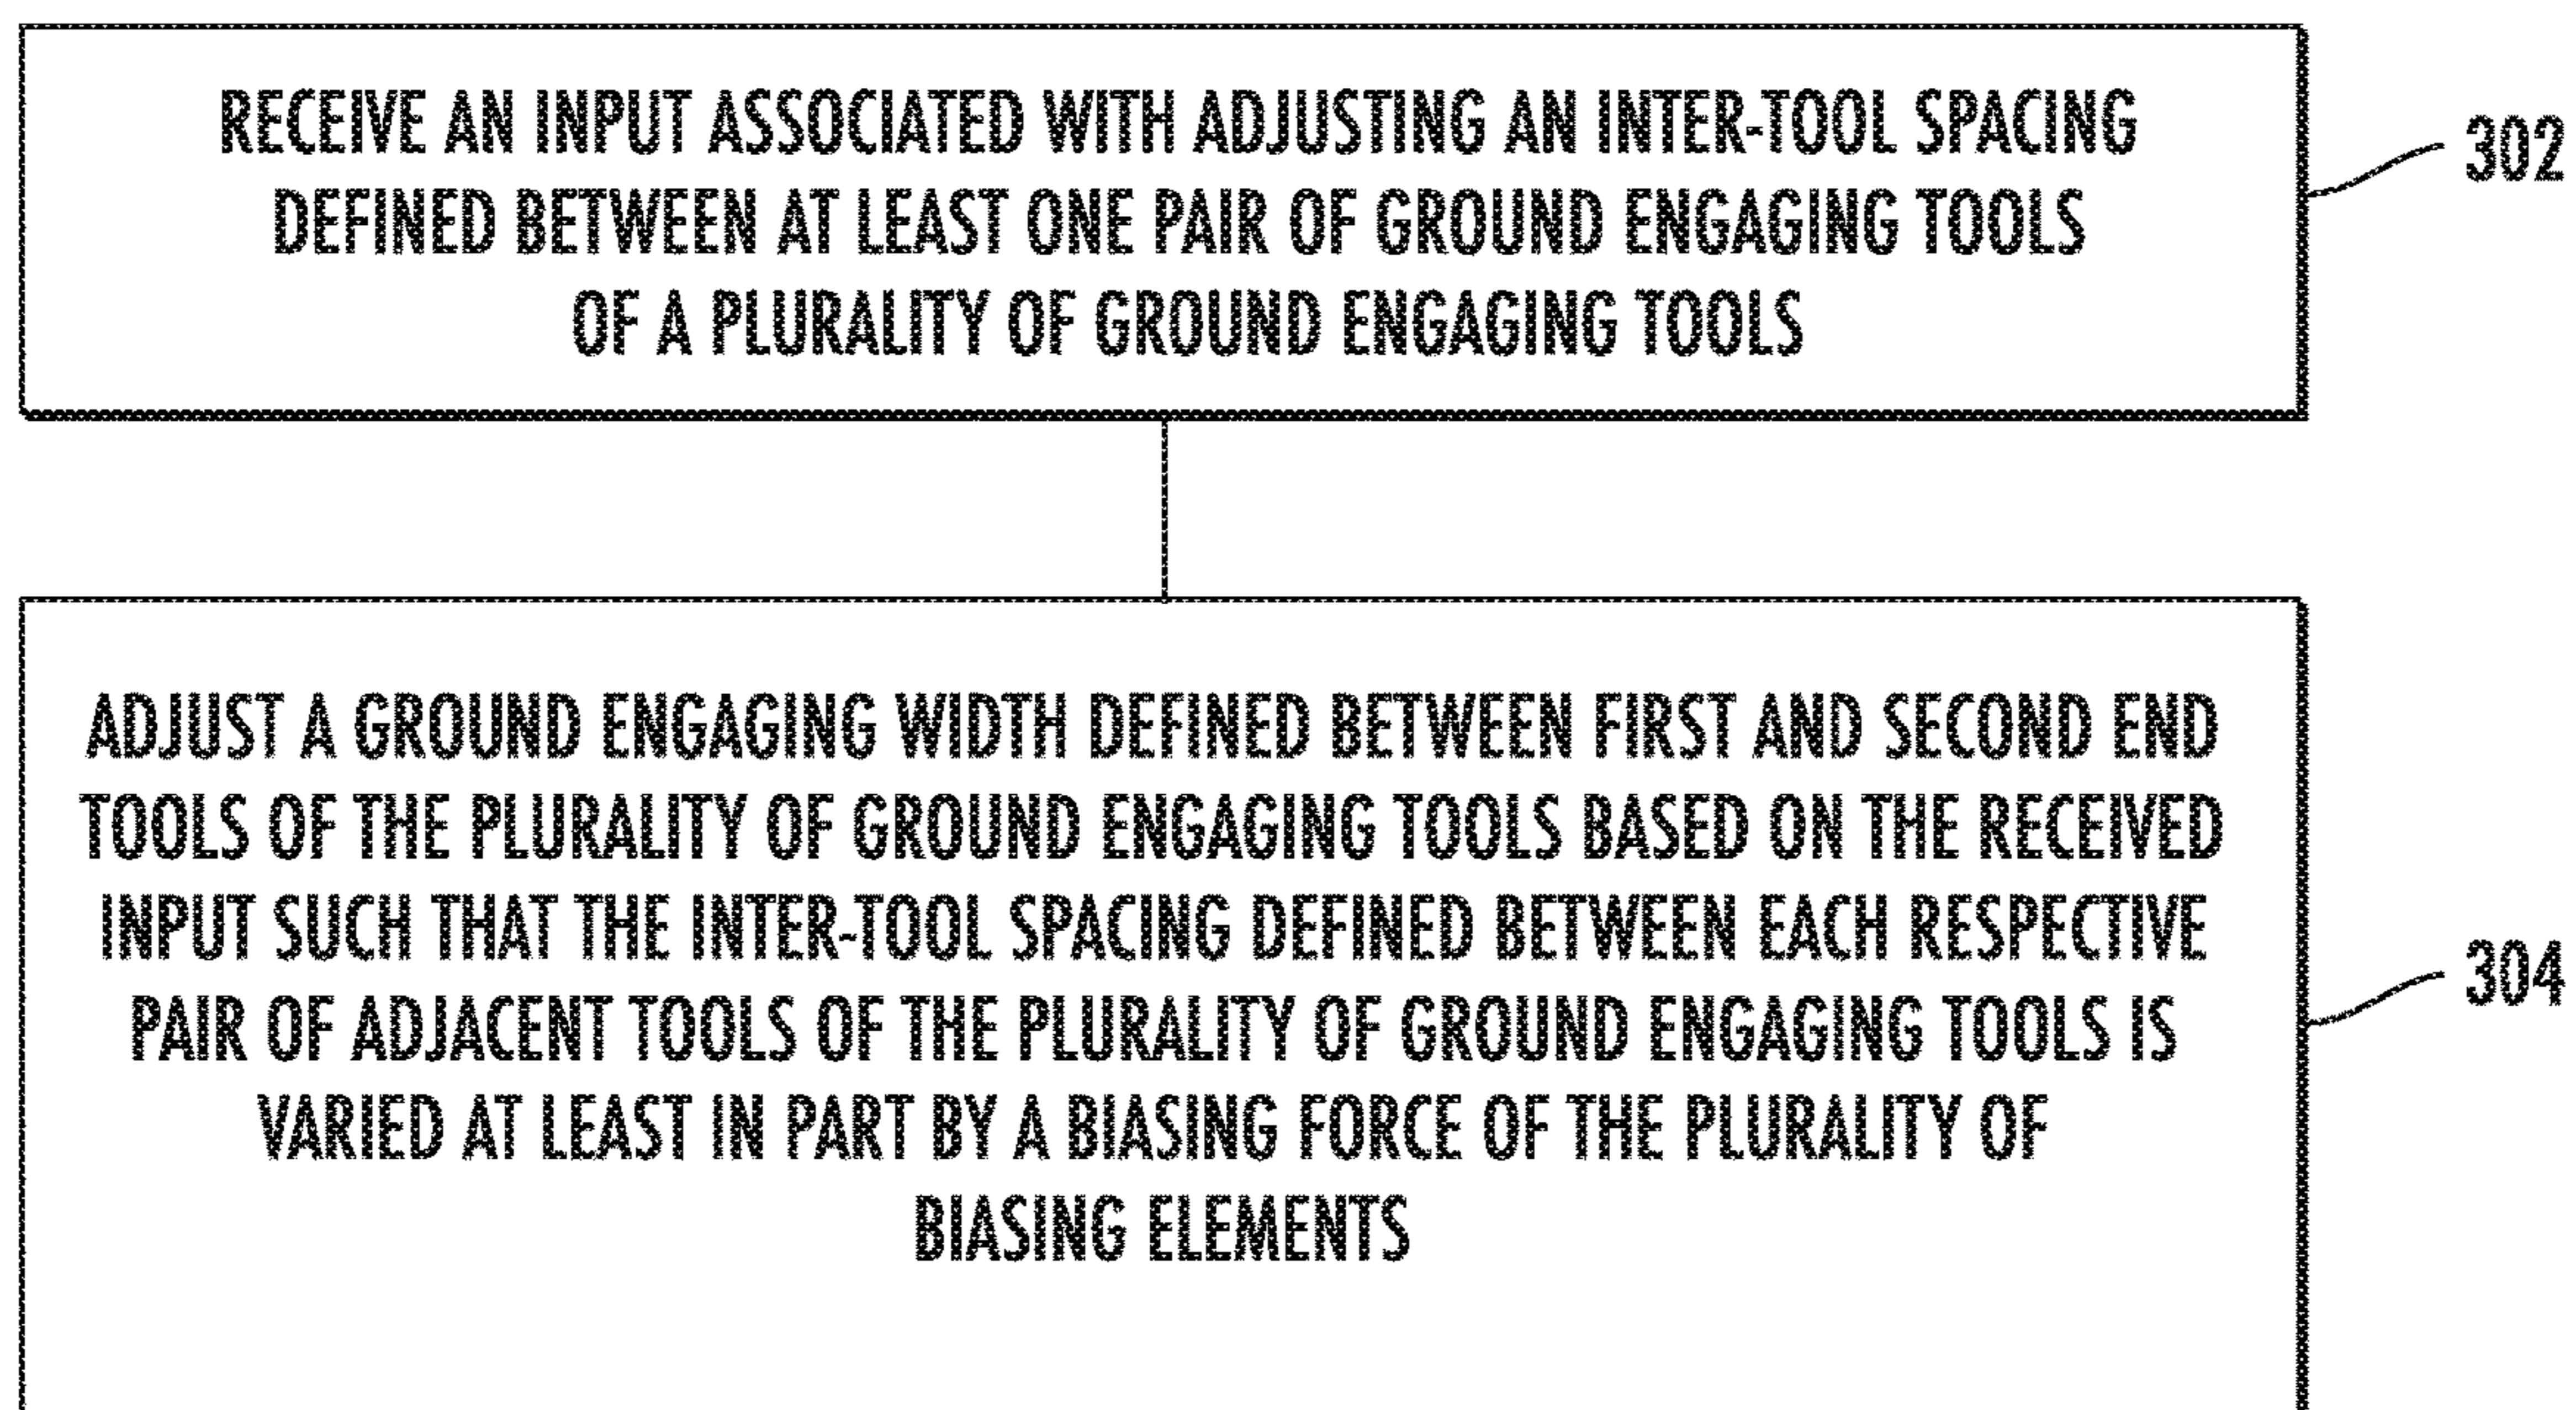 RECEIVE AN INPUT ASSOCIATED WITH ADJUSTING AN INTER-TOOL SPACING
DEFINED BETWEEN AT LEAST ONE PAIR OF GROUND ENGAGING TOOLS
OF A PLURALITY OF GROUND ENGAGING TOOLS
302
ADJUST A GROUND ENGAGING WIDTH DEFINED BETWEEN FIRST AND SECOND END
TOOLS OF THE PLURALITY OF GROUND ENGAGING TOOLS BASED ON THE RECEIVED
INPUT SUCH THAT THE INTER-TOOL SPACING DEFINED BETWEEN EACH RESPECTIVE
PAIR OF ADJACENT TOOLS OF THE PLURALITY OF GROUND ENGAGING TOOLS IS
VARIED AT LEAST IN PART BY A BIASING FORCE OF THE PLURALITY OF
BIASING ELEMENTS
304